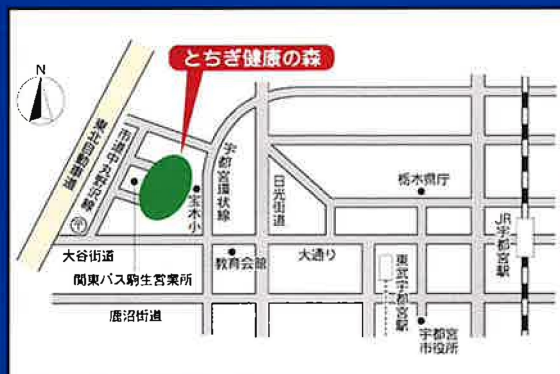 とちぎ健康の森
N
東北自動車道
市道中丸野沢線
宝木小
宇都宮環状線
日光街道
栃木県庁
JR宇都宮駅
大谷街道
教育会館
大通り
関東バス駒生営業所
東武宇都宮駅
鹿沼街道
宇都宮
市役所